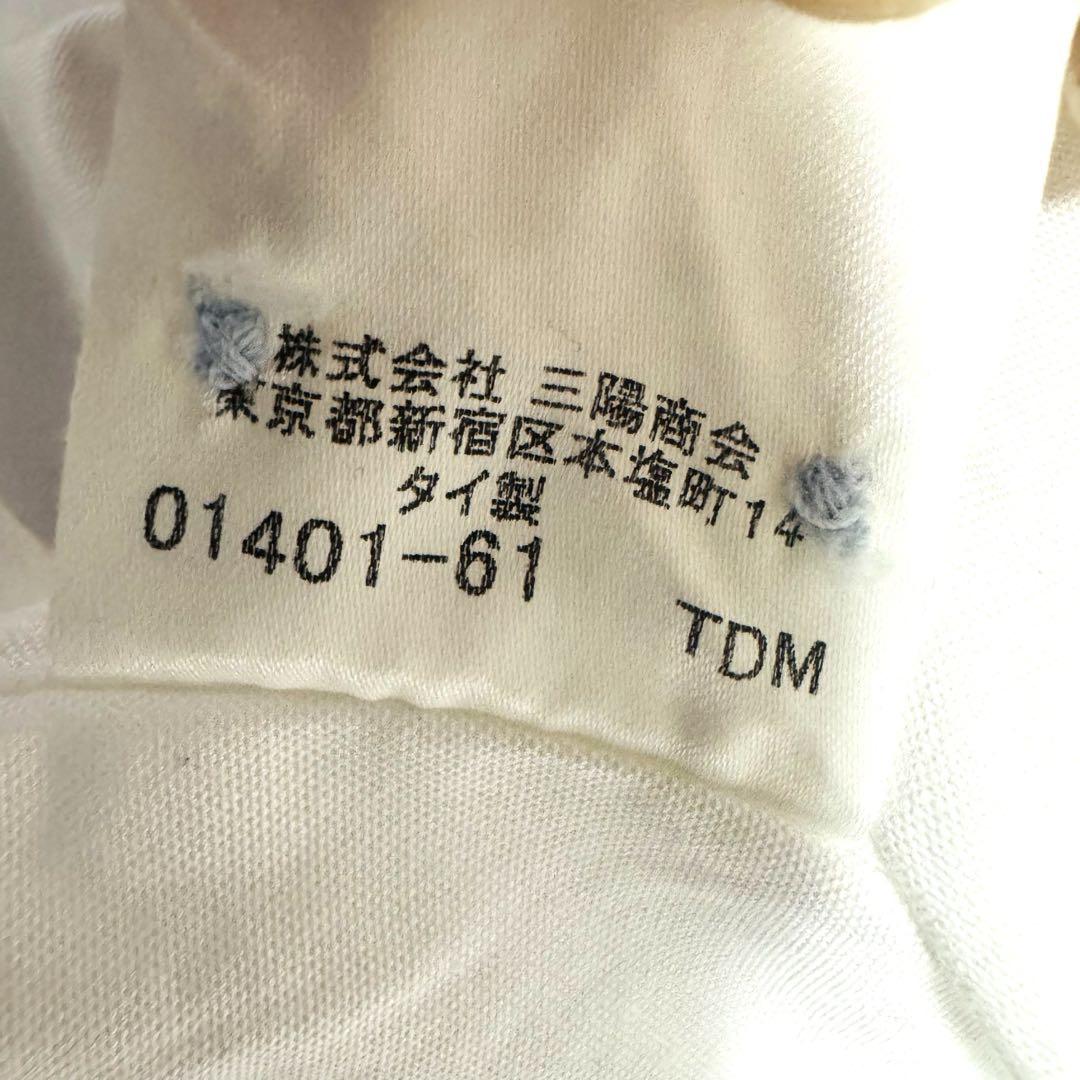 株式会社 三陽商会
東京都新宿区本塩町14
タイ製
01401-61
TDM